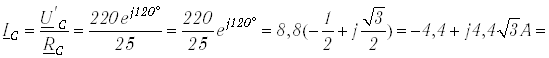 I_C = U'_C / R_C = 220e^{j120°} / 25 = 220/25 e^{j120°} = 8,8(-1/2 + j√3/2) = -4,4 + j4,4√3 A =